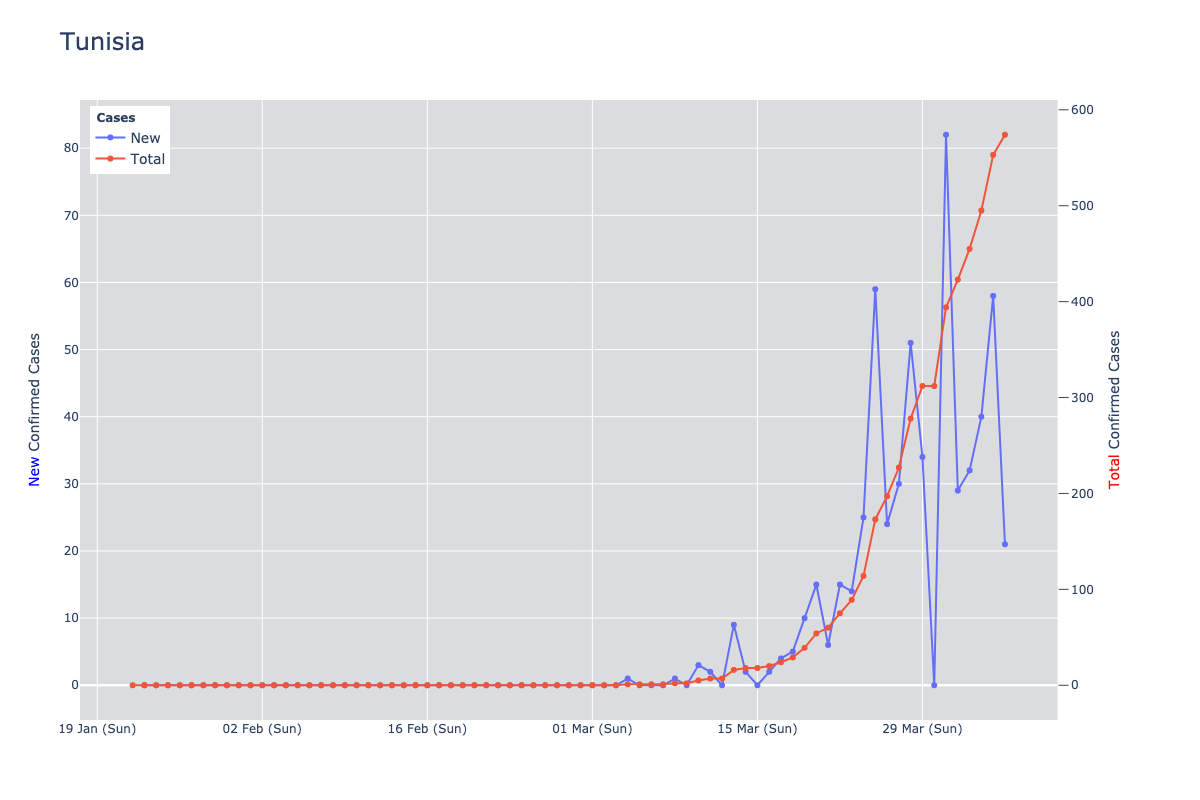 Tunisia
Cases
New
Total
80
70
60
50
40
30
20
10
0
600
500
400
300
200
100
0
New Confirmed Cases
Total Confirmed Cases
19 Jan (Sun)
02 Feb (Sun)
16 Feb (Sun)
01 Mar (Sun)
15 Mar (Sun)
29 Mar (Sun)